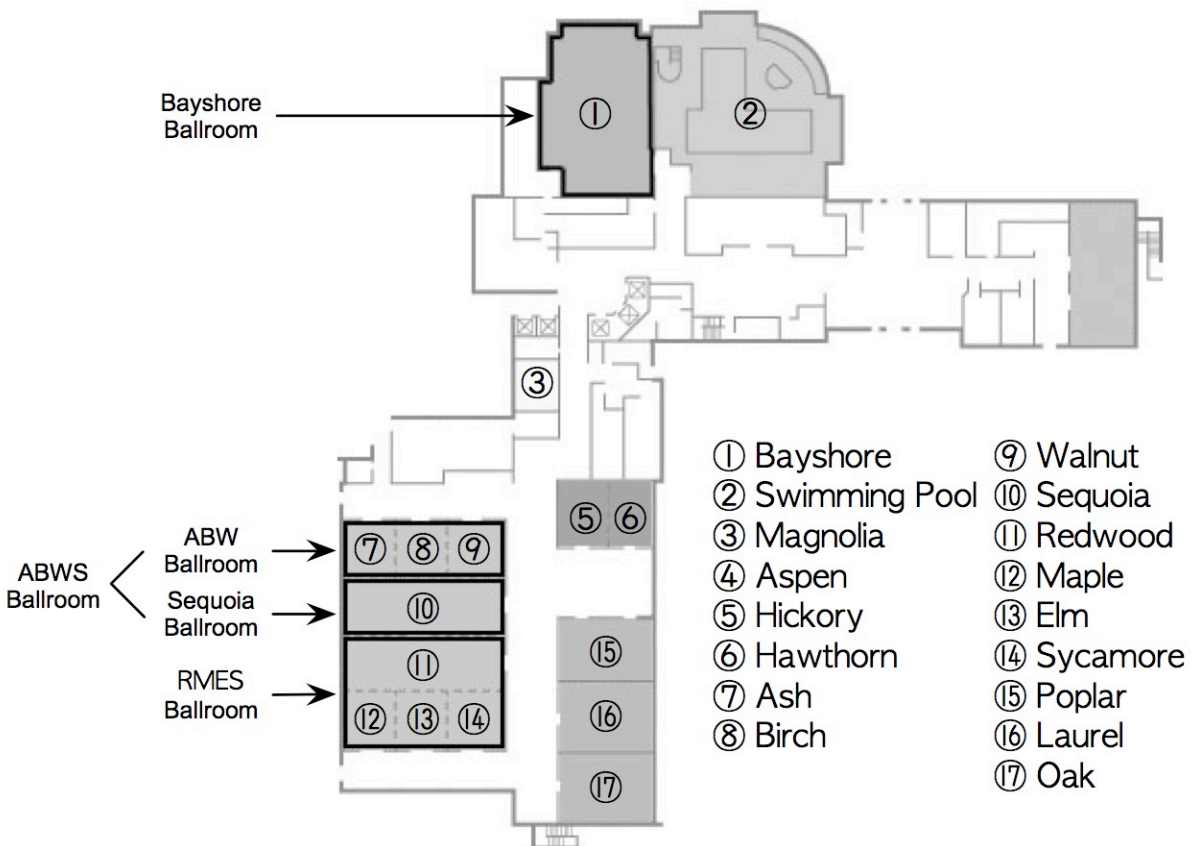 Bayshore
Ballroom
①
②
③
⑤ ⑥
ABW
Ballroom
⑦ ⑧ ⑨
ABWS
Ballroom
Sequoia
Ballroom
⑩
RMES
Ballroom
⑪
⑫ ⑬ ⑭
⑮
⑯
⑰
① Bayshore
② Swimming Pool
③ Magnolia
④ Aspen
⑤ Hickory
⑥ Hawthorn
⑦ Ash
⑧ Birch
⑨ Walnut
⑩ Sequoia
⑪ Redwood
⑫ Maple
⑬ Elm
⑭ Sycamore
⑮ Poplar
⑯ Laurel
⑰ Oak